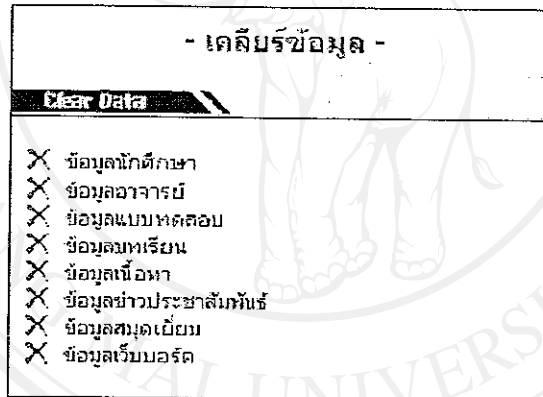 - เคลียร์ข้อมูล -
Clear Data
ข้อมูลนักศึกษา
ข้อมูลอาจารย์
ข้อมูลแบบทดสอบ
ข้อมูลบทเรียน
ข้อมูลเนื้อหา
ข้อมูลข่าวประชาสัมพันธ์
ข้อมูลสมุดเยี่ยม
ข้อมูลเว็บบอร์ด